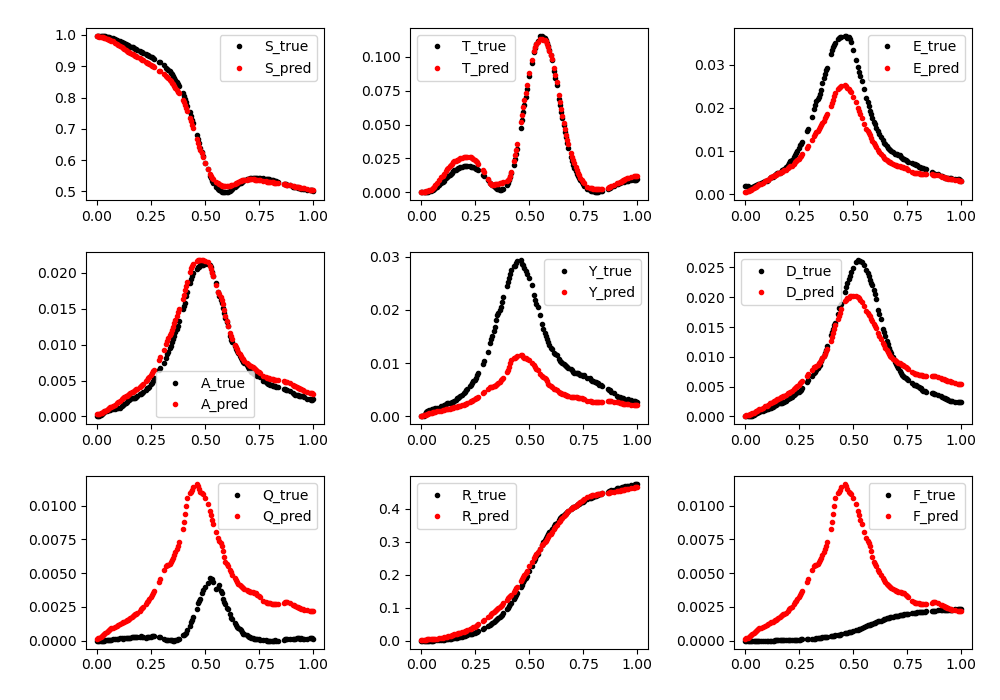 S_true
S_pred
1.0
0.9
0.8
0.7
0.6
0.5
0.00 0.25 0.50 0.75 1.00
T_true
T_pred
0.100
0.075
0.050
0.025
0.000
0.00 0.25 0.50 0.75 1.00
E_true
E_pred
0.03
0.02
0.01
0.00
0.00 0.25 0.50 0.75 1.00
A_true
A_pred
0.020
0.015
0.010
0.005
0.000
0.00 0.25 0.50 0.75 1.00
Y_true
Y_pred
0.03
0.02
0.01
0.00
0.00 0.25 0.50 0.75 1.00
D_true
D_pred
0.025
0.020
0.015
0.010
0.005
0.000
0.00 0.25 0.50 0.75 1.00
Q_true
Q_pred
0.0100
0.0075
0.0050
0.0025
0.0000
0.00 0.25 0.50 0.75 1.00
R_true
R_pred
0.4
0.3
0.2
0.1
0.0
0.00 0.25 0.50 0.75 1.00
F_true
F_pred
0.0100
0.0075
0.0050
0.0025
0.0000
0.00 0.25 0.50 0.75 1.00